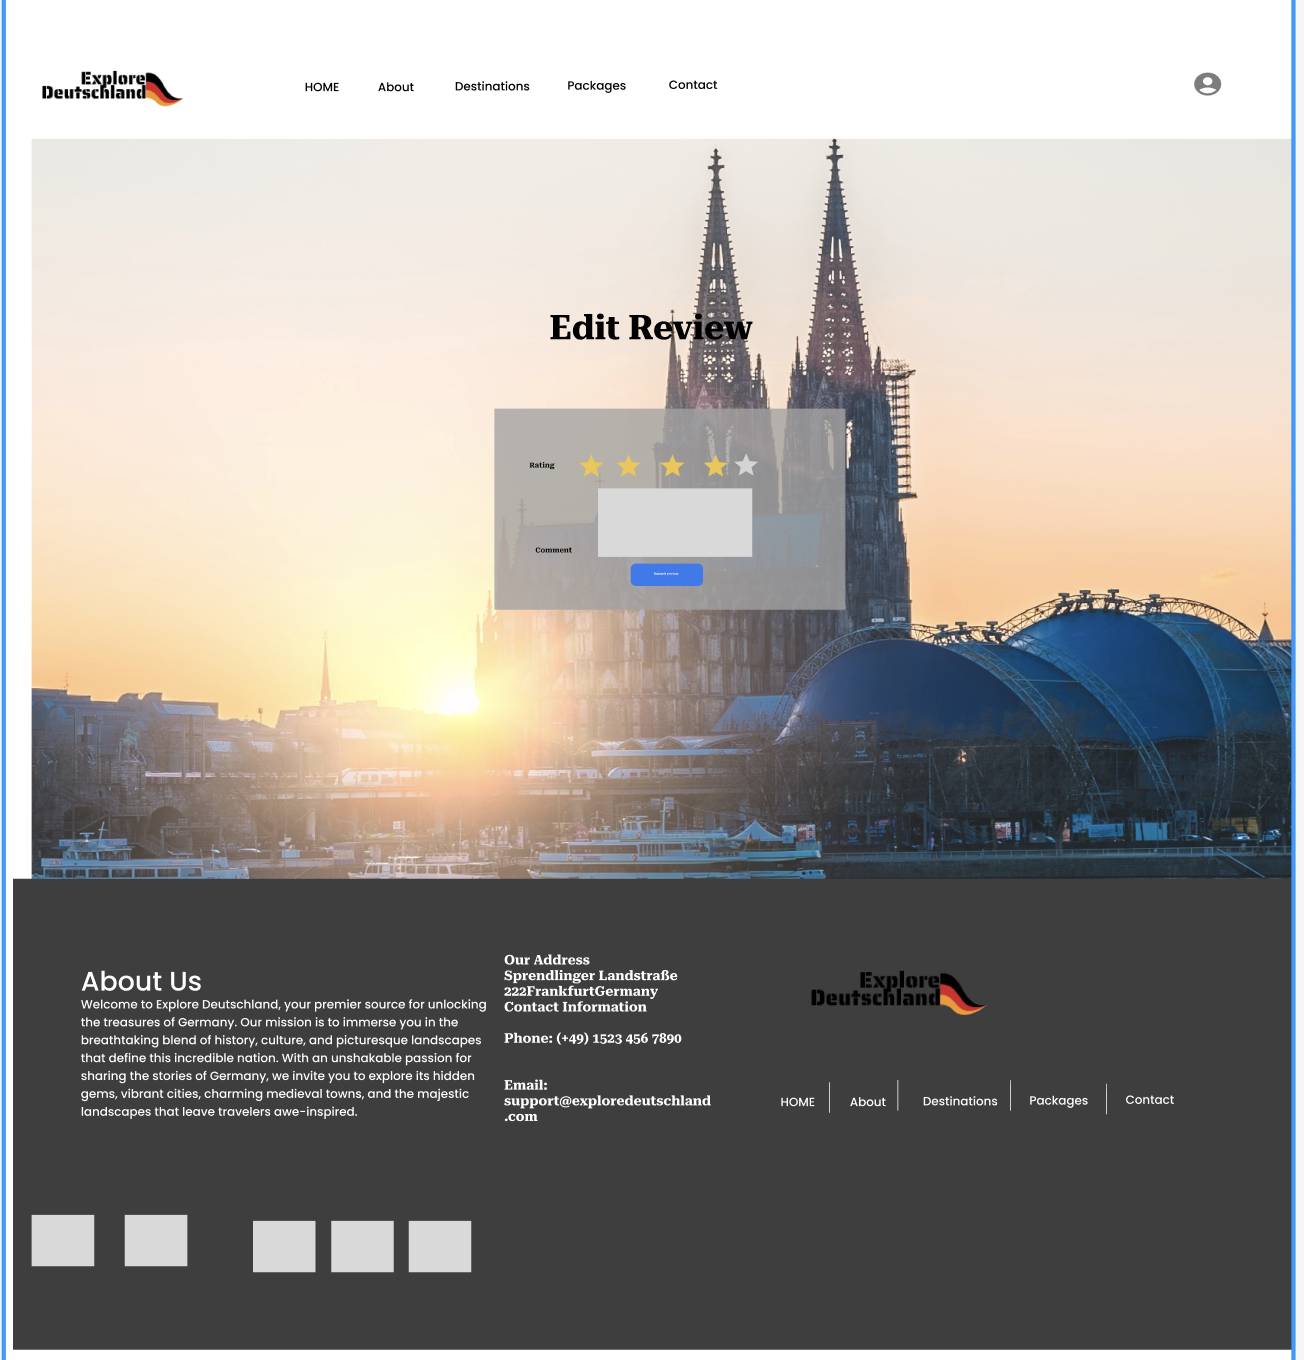 Explore
Deutschland
HOME About Destinations Packages Contact
Edit Review
Rating
Comment
About Us
Welcome to Explore Deutschland, your premier source for unlocking
the treasures of Germany. Our mission is to immerse you in the
breathtaking blend of history, culture, and picturesque landscapes
that define this incredible nation. With an unshakable passion for
sharing the stories of Germany, we invite you to explore its hidden
gems, vibrant cities, charming medieval towns, and the majestic
landscapes that leave travelers awe-inspired.
Our Address
Sprendlinger Landstraße
222FrankfurtGermany
Contact Information
Phone: (+49) 1523 456 7890
Email:
support@exploredeutschland
.com
Explore
Deutschland
HOME About Destinations Packages Contact